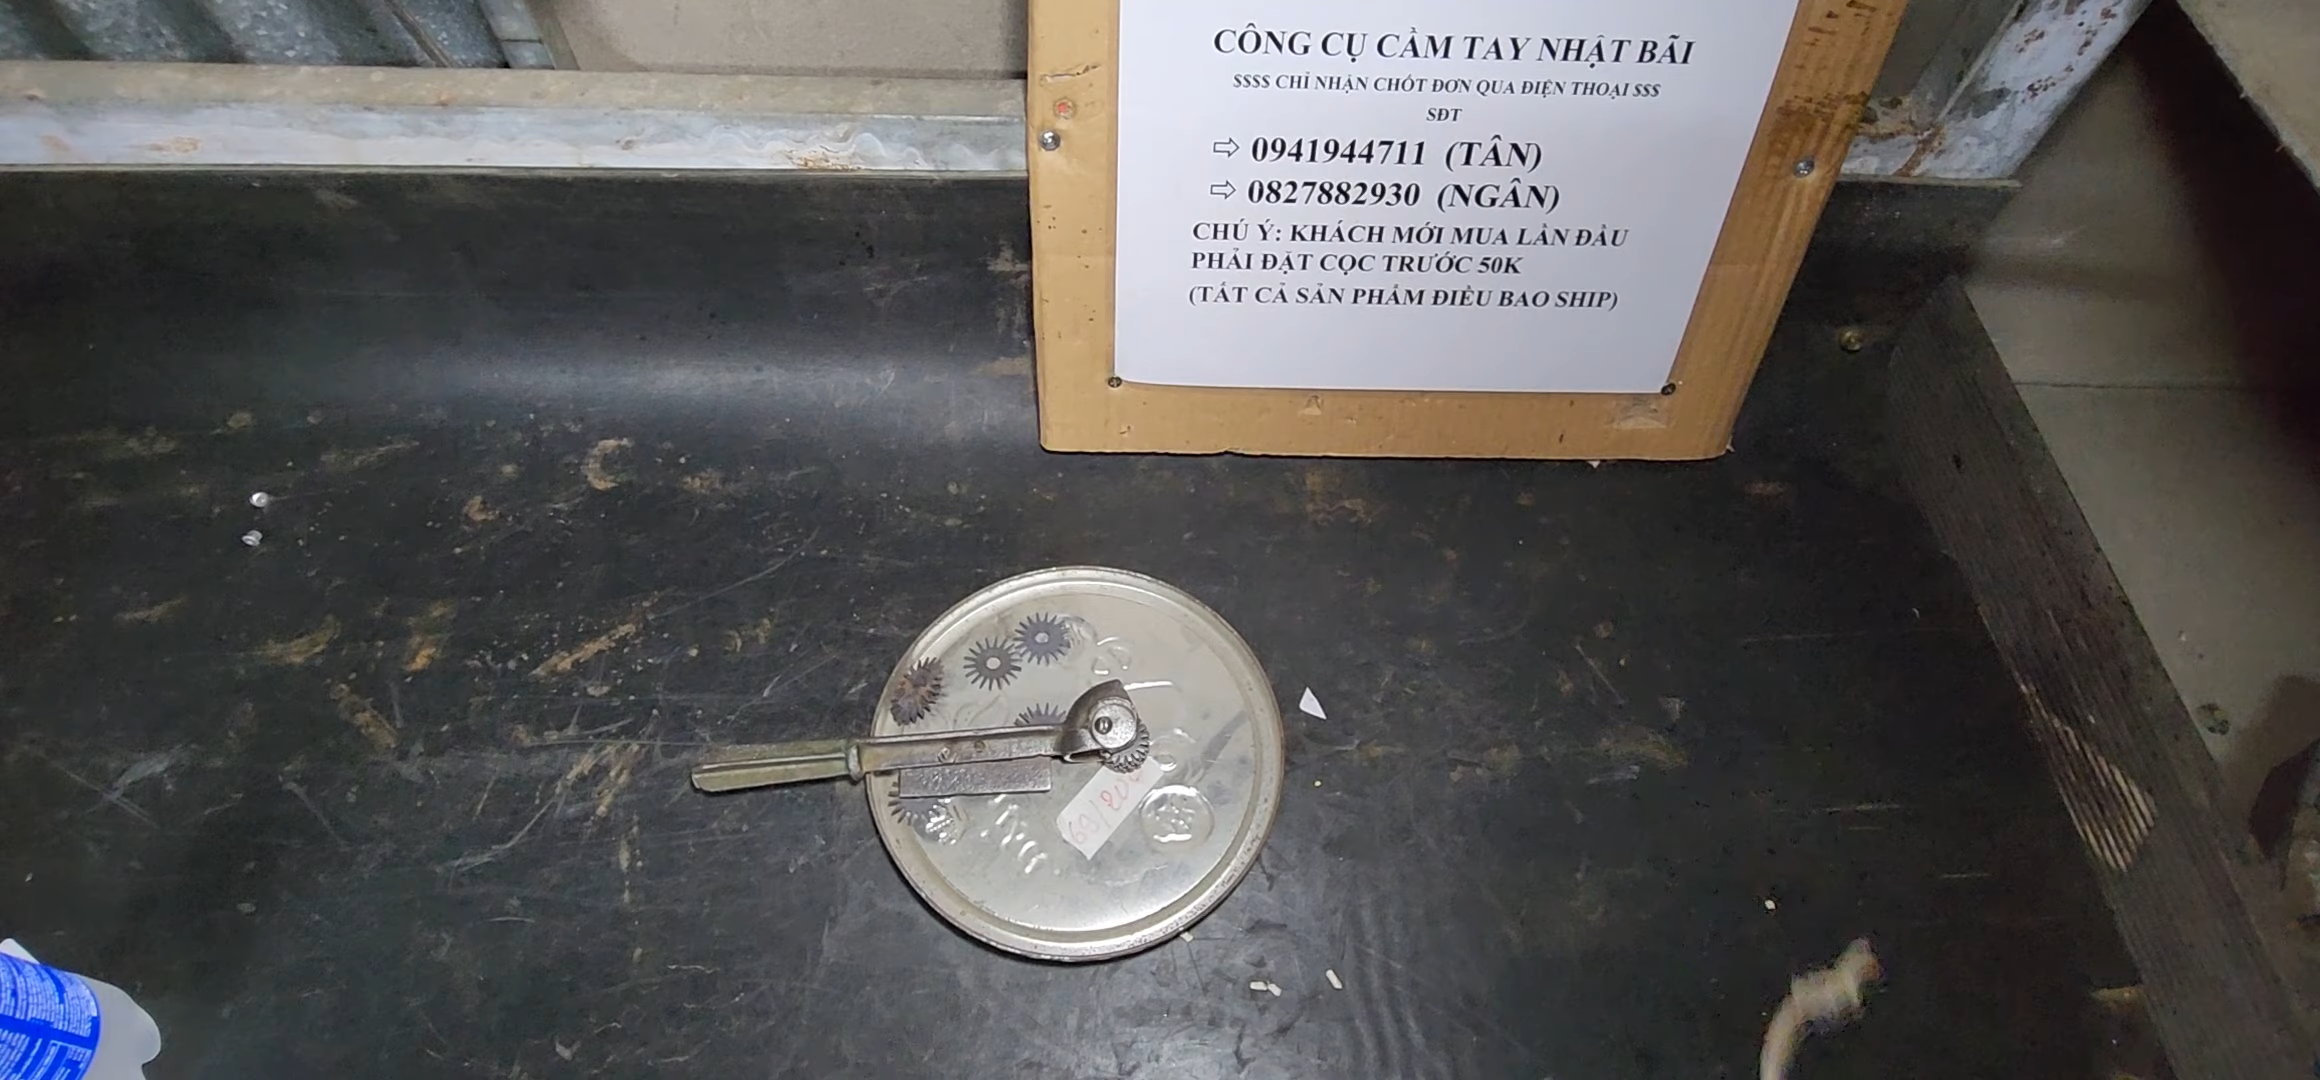 CÔNG CỤ CẦM TAY NHẬT BÃI
$$$$ CHỈ NHẬN CHỐT ĐƠN QUA ĐIỆN THOẠI $$$
SĐT
⇨ 0941944711 (TÂN)
⇨ 0827882930 (NGÂN)
CHÚ Ý: KHÁCH MỚI MUA LẦN ĐẦU
PHẢI ĐẶT CỌC TRƯỚC 50K
(TẤT CẢ SẢN PHẨM ĐIỀU BAO SHIP)